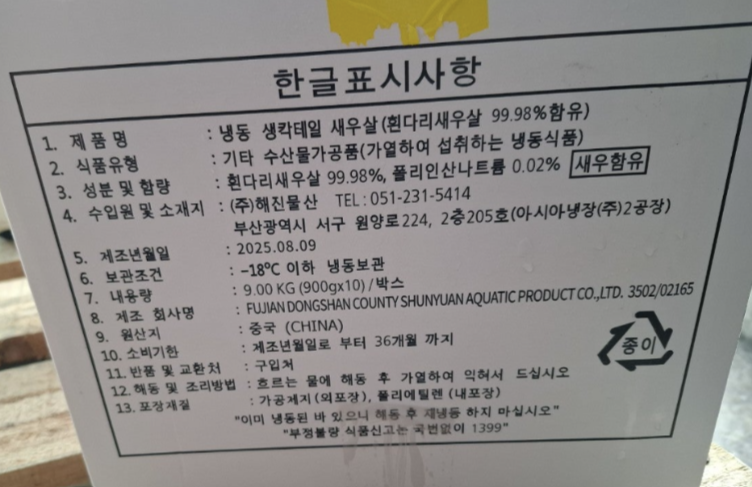 한글표시사항
1. 제품명 : 냉동 생칵테일 새우살(흰다리새우살 99.98%함유)
2. 식품유형 : 기타 수산물가공품(가열하여 섭취하는 냉동식품)
3. 성분 및 함량 : 흰다리새우살 99.98%, 폴리인산나트륨 0.02% 새우함유
4. 수입원 및 소재지 : (주)해진물산 TEL : 051-231-5414
부산광역시 서구 원양로224, 2층205호(아시아냉장(주)2공장)
5. 제조년월일 : 2025.08.09
6. 보관조건 : -18℃ 이하 냉동보관
7. 내용량 : 9.00 KG (900gx10)/박스
8. 제조 회사명 : FUJIAN DONGSHAN COUNTY SHUNYUAN AQUATIC PRODUCT CO.,LTD. 3502/02165
9. 원산지 : 중국 (CHINA)
10. 소비기한 : 제조년월일로 부터 36개월 까지
11. 반품 및 교환처 : 구입처
12. 해동 및 조리방법 : 흐르는 물에 해동 후 가열하여 익혀서 드십시오
13. 포장재질 : 가공제지(외포장), 폴리에틸렌 (내포장)
종이
"이미 냉동된 바 있으니 해동 후 재냉동 하지 마십시오"
"부정불량 식품신고는 국번없이 1399"